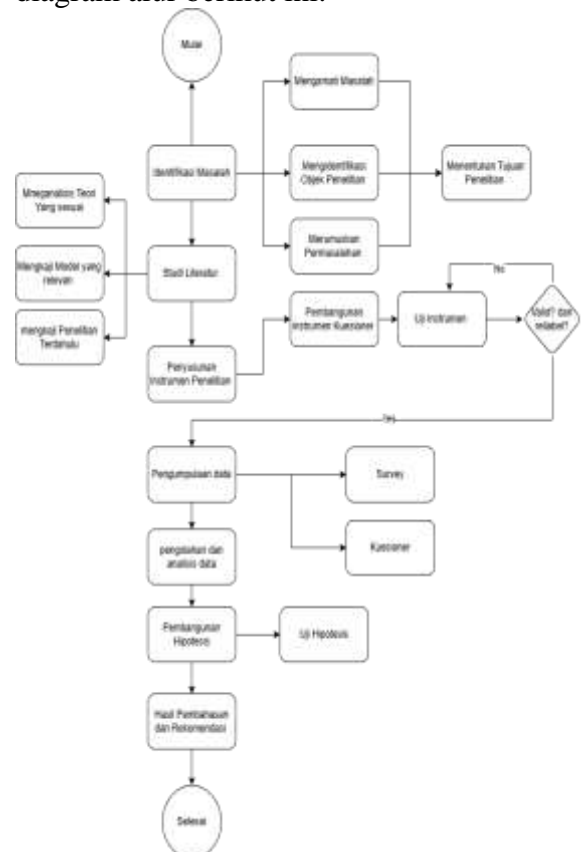 diagram alur berikut ini.
Mulai
Mengamati Masalah
Identifikasi Masalah
Mengidentifikasi
Objek Penelitian
Menentukan Tujuan
Penelitian
Yang sesuai
Merumuskan
Permasalahan
Mengkaji Model yang
relevan
Studi Literatur
No
Pembangunan
Instrumen Kuesioner
Uji Instrumen
Valid? dan
reliabel?
mengkaji Penelitian
Terdahulu
Penyusunan
Instrumen Penelitian
Yes
Pengumpulaan data
Survey
pengolahan dan
analisis data
Kuesioner
Pembangunan
Hipotesis
Uji Hipotesis
Hasil Pembahasan
dan Rekomendasi
Selesai